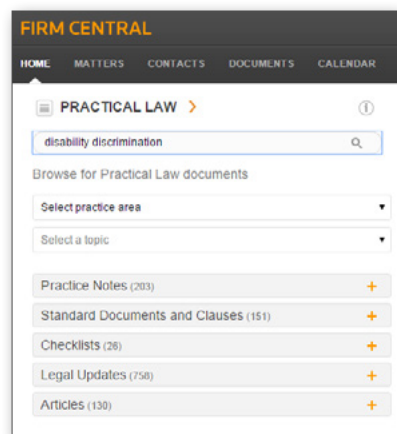 FIRM CENTRAL
HOME MATTERS CONTACTS DOCUMENTS CALENDAR
PRACTICAL LAW >
disability discrimination
Browse for Practical Law documents
Select practice area
Select a topic
Practice Notes (203) +
Standard Documents and Clauses (151) +
Checklists (26) +
Legal Updates (758) +
Articles (130) +